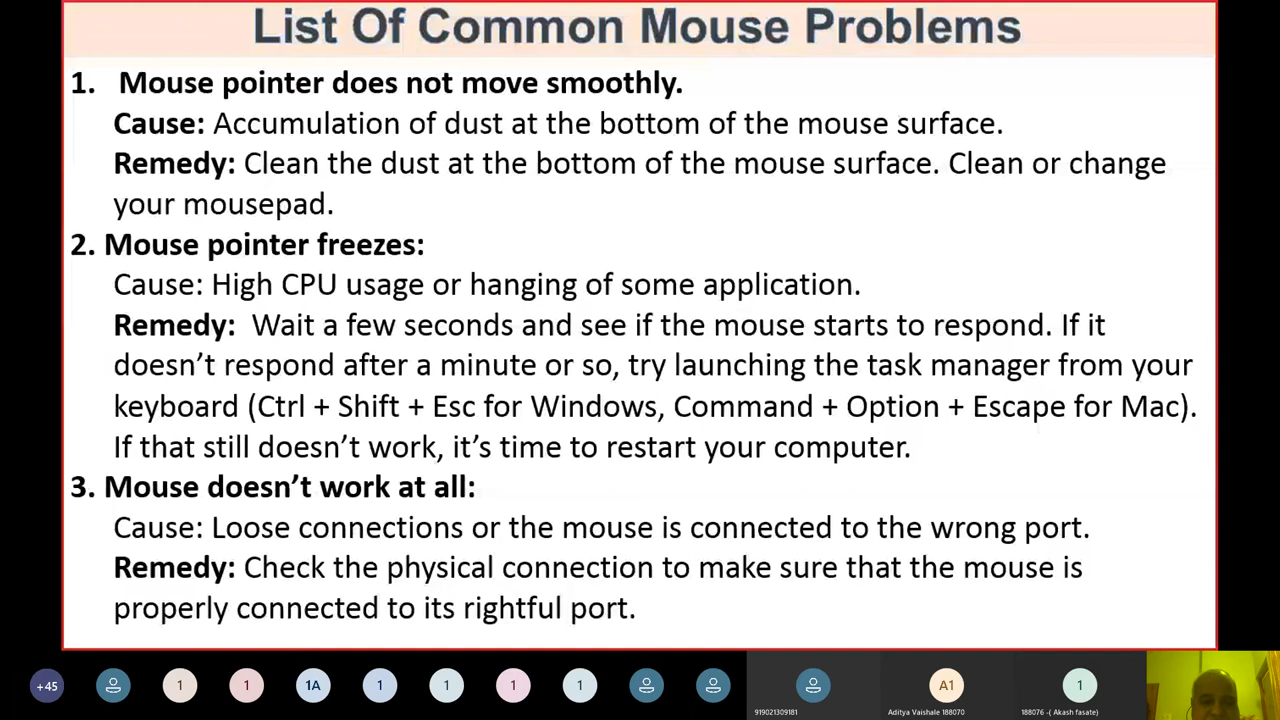 List Of Common Mouse Problems
1. Mouse pointer does not move smoothly.
Cause: Accumulation of dust at the bottom of the mouse surface.
Remedy: Clean the dust at the bottom of the mouse surface. Clean or change
your mousepad.
2. Mouse pointer freezes:
Cause: High CPU usage or hanging of some application.
Remedy: Wait a few seconds and see if the mouse starts to respond. If it
doesn't respond after a minute or so, try launching the task manager from your
keyboard (Ctrl + Shift + Esc for Windows, Command + Option + Escape for Mac).
If that still doesn't work, it's time to restart your computer.
3. Mouse doesn't work at all:
Cause: Loose connections or the mouse is connected to the wrong port.
Remedy: Check the physical connection to make sure that the mouse is
properly connected to its rightful port.
+45 1 1 1A 1 1 1 1 A1 1
919021309181 Aditya Vaishale 188070 188076 -( Akash fasate)